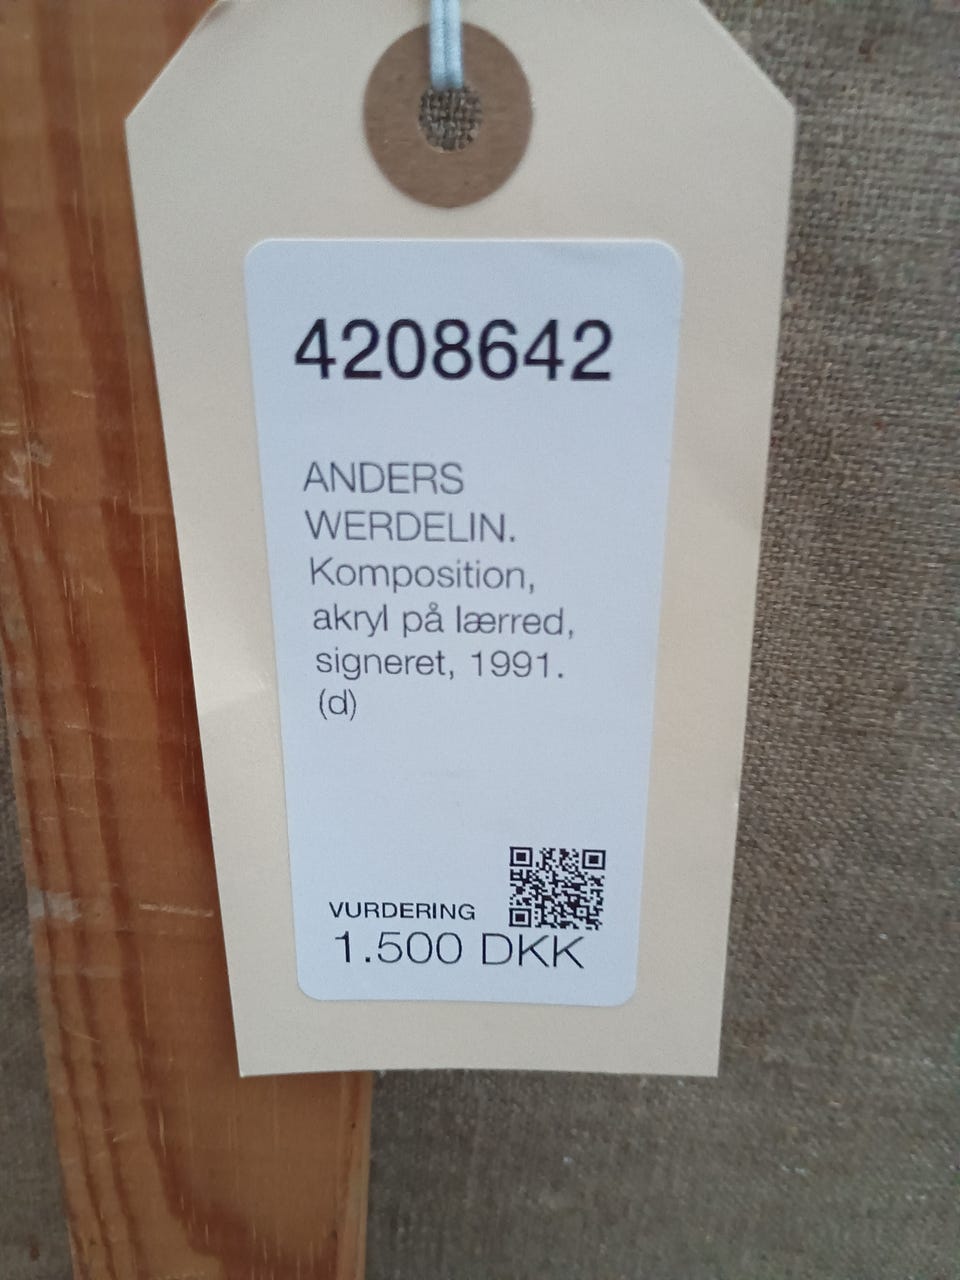 4208642
ANDERS
WERDELIN.
Komposition,
akryl på lærred,
signeret, 1991.
(d)
VURDERING
1.500 DKK